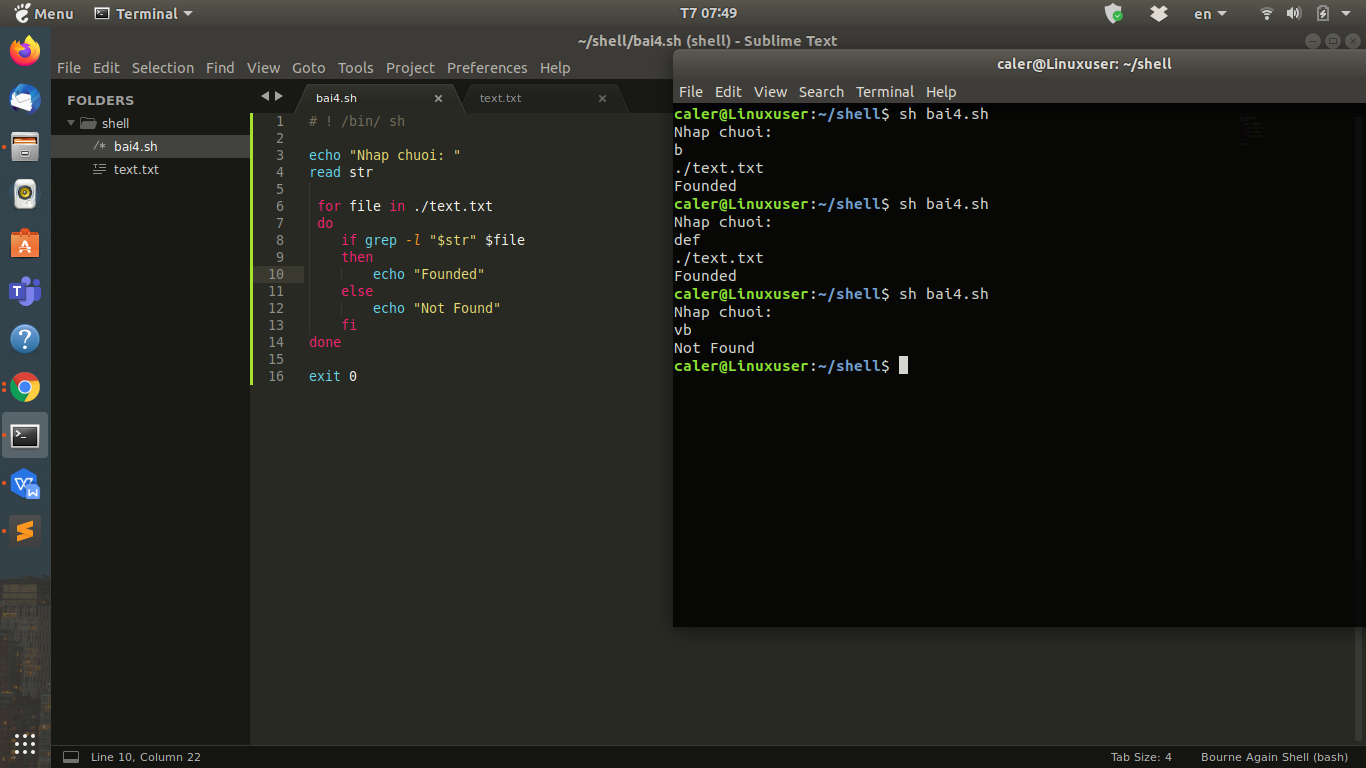 Menu Terminal T7 07:49 en
~/shell/bai4.sh (shell) - Sublime Text
File Edit Selection Find View Goto Tools Project Preferences Help
FOLDERS
shell
bai4.sh
text.txt
bai4.sh × text.txt ×
1 # ! /bin/ sh
2
3 echo "Nhap chuoi: "
4 read str
5
6 for file in ./text.txt
7 do
8 if grep -l "$str" $file
9 then
10 echo "Founded"
11 else
12 echo "Not Found"
13 fi
14 done
15
16 exit 0
caler@Linuxuser: ~/shell
File Edit View Search Terminal Help
caler@Linuxuser:~/shell$ sh bai4.sh
Nhap chuoi:
b
./text.txt
Founded
caler@Linuxuser:~/shell$ sh bai4.sh
Nhap chuoi:
def
./text.txt
Founded
caler@Linuxuser:~/shell$ sh bai4.sh
Nhap chuoi:
vb
Not Found
caler@Linuxuser:~/shell$
Line 10, Column 22 Tab Size: 4 Bourne Again Shell (bash)